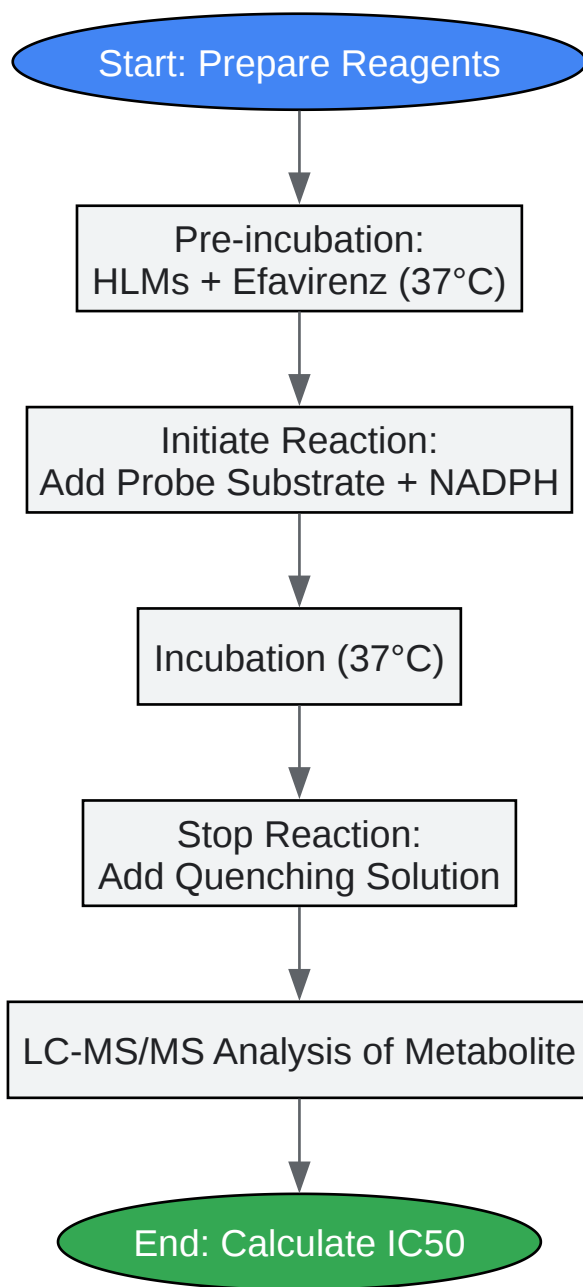 Start: Prepare Reagents
Pre-incubation:
HLMs + Efavirenz (37°C)
Initiate Reaction:
Add Probe Substrate + NADPH
Incubation (37°C)
Stop Reaction:
Add Quenching Solution
LC-MS/MS Analysis of Metabolite
End: Calculate IC50